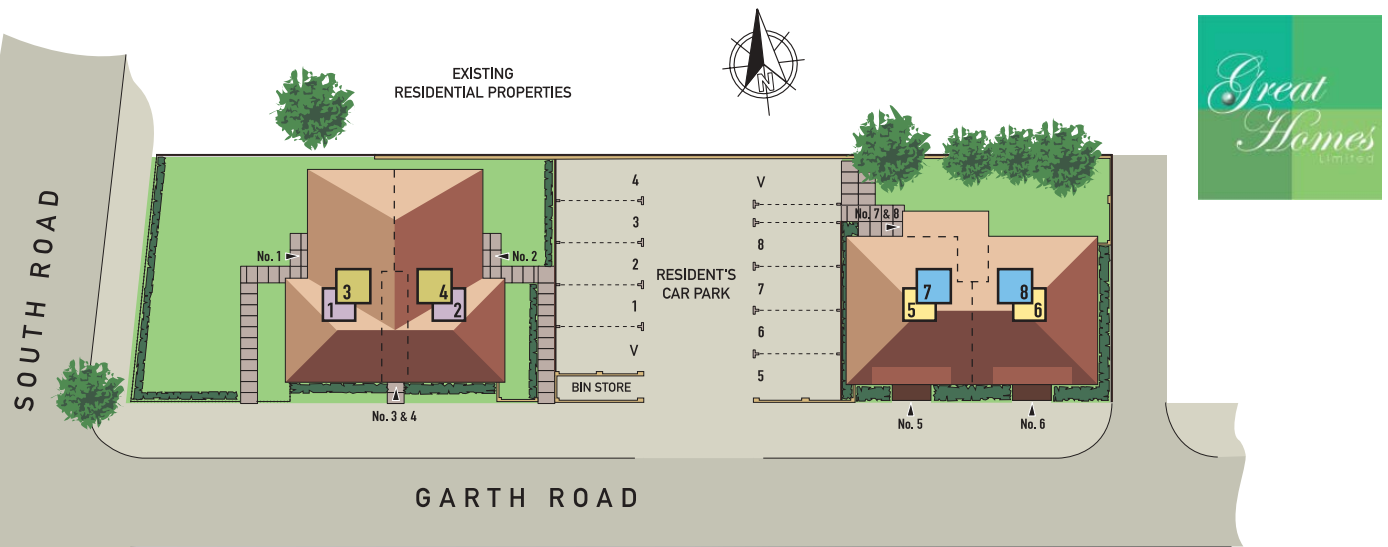 EXISTING
RESIDENTIAL PROPERTIES
N
Great
Homes
Limited
SOUTH ROAD
No. 1
No. 2
3
4
1
2
No. 3 & 4
4
3
2
1
V
BIN STORE
RESIDENT'S
CAR PARK
V
8
7
6
5
No. 7 & 8
7
8
5
6
No. 5
No. 6
GARTH ROAD